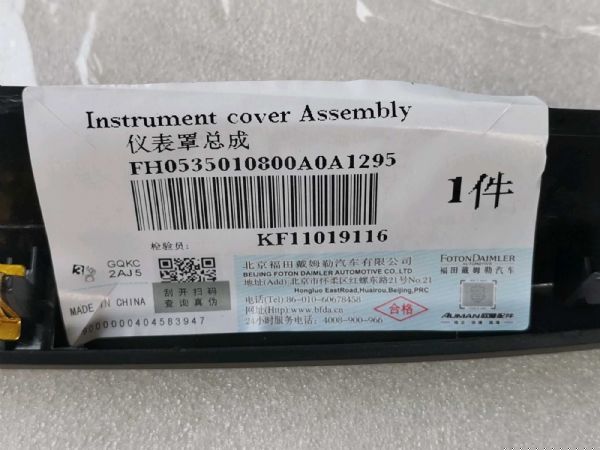 Instrument cover Assembly
仪表罩总成
FH0535010800A0A1295
1件
KF11019116
检验员:
GQKC
2AJ5
MADE IN CHINA
刮开扫码
查询真伪
0000000404583947
北京福田戴姆勒汽车有限公司
BEIJING FOTON DAIMLER AUTOMOTIVE CO.LTD
地址(Add):北京市怀柔区红螺东路21号No.21
Hongluo EastRoad,Huairou,Beijing,PRC
电话(Tel):86-010-60678458
网址(Http):www.bfda.cn
24小时服务电话: 4008-900-966
合格
FOTONDAIMLER
AUTOMOTIVE
福田戴姆勒汽车
AUMAN欧曼配件